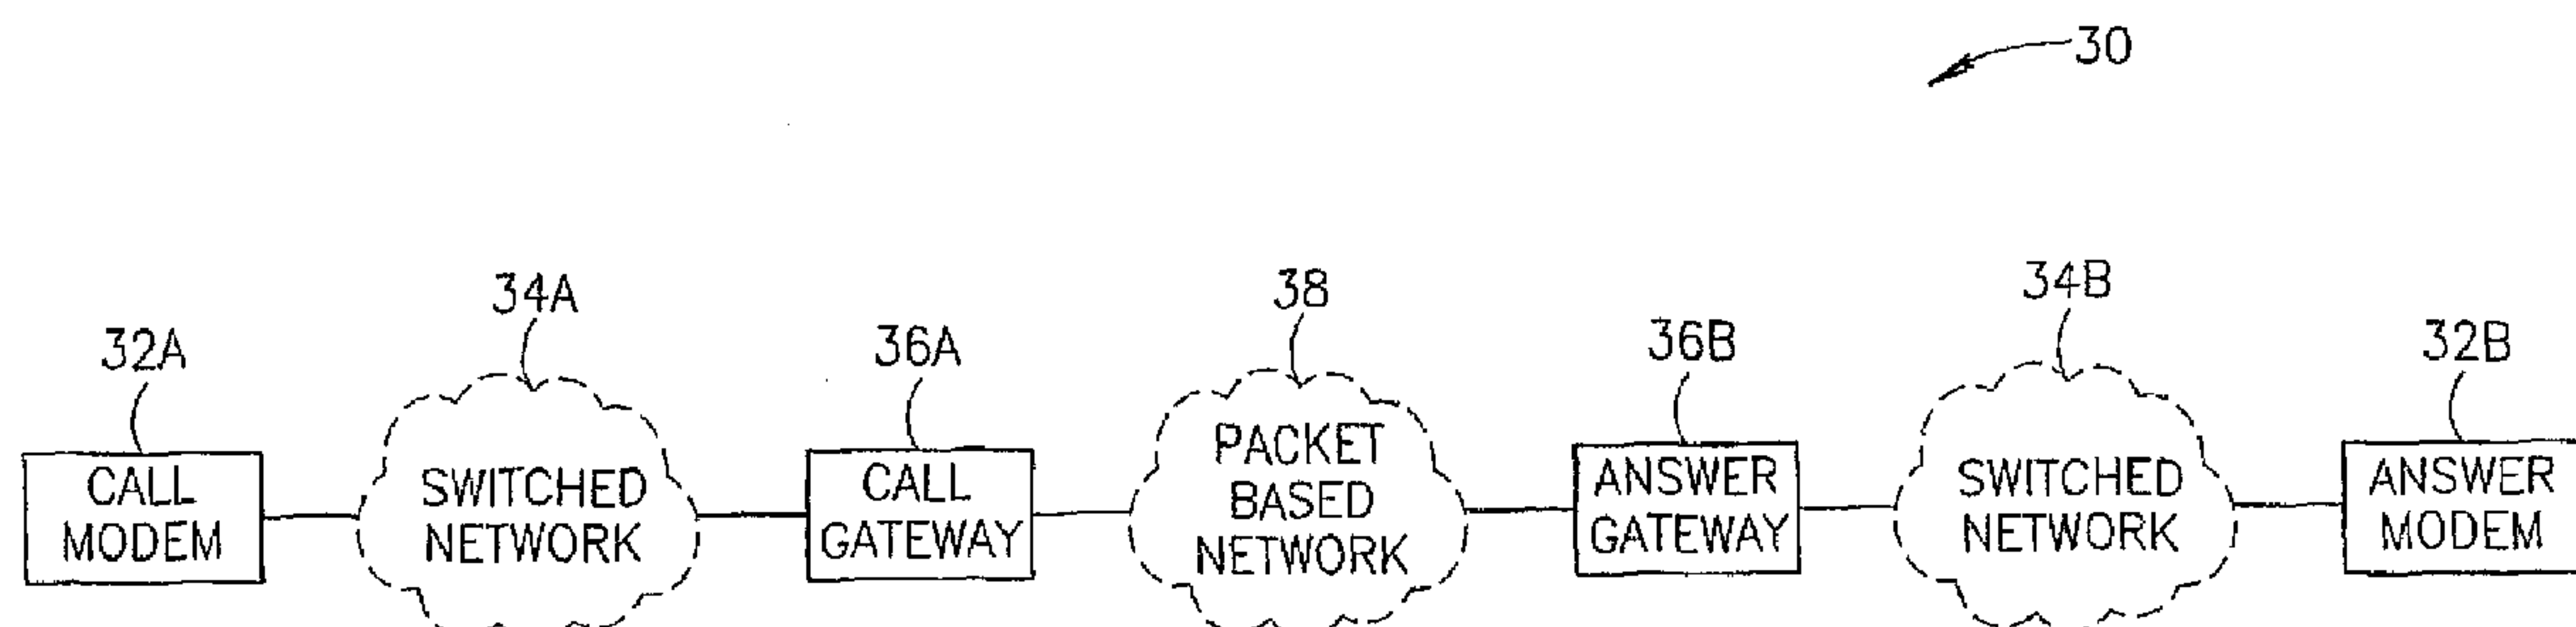 30
34A
38
34B
32A
36A
36B
32B
CALL
MODEM
SWITCHED
NETWORK
CALL
GATEWAY
PACKET
BASED
NETWORK
ANSWER
GATEWAY
SWITCHED
NETWORK
ANSWER
MODEM